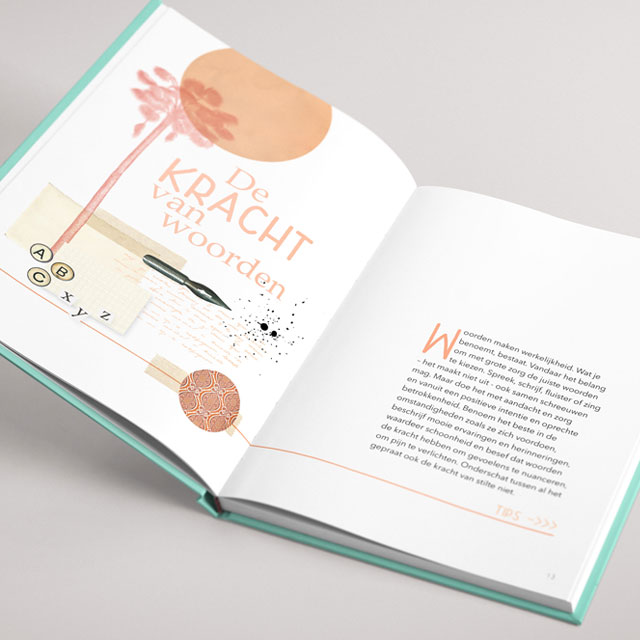 De
KRACHT
van
woorden
A
B
C
x
y
z
Woorden maken werkelijkheid. Wat je
benoemt, bestaat. Vandaar het belang
om met grote zorg de juiste woorden
te kiezen. Spreek, schrijf, fluister of zing
- het maakt niet uit - ook samen schreeuwen
mag. Maar doe het met aandacht en zorg
en vanuit een positieve intentie en oprechte
betrokkenheid. Benoem het beste in de
omstandigheden zoals ze zich voordoen,
beschrijf mooie ervaringen en herinneringen,
waardeer schoonheid en besef dat woorden
de kracht hebben om gevoelens te nuanceren,
om pijn te verlichten. Onderschat tussen al het
gepraat ook de kracht van stilte niet.
TIPS ->>>
13